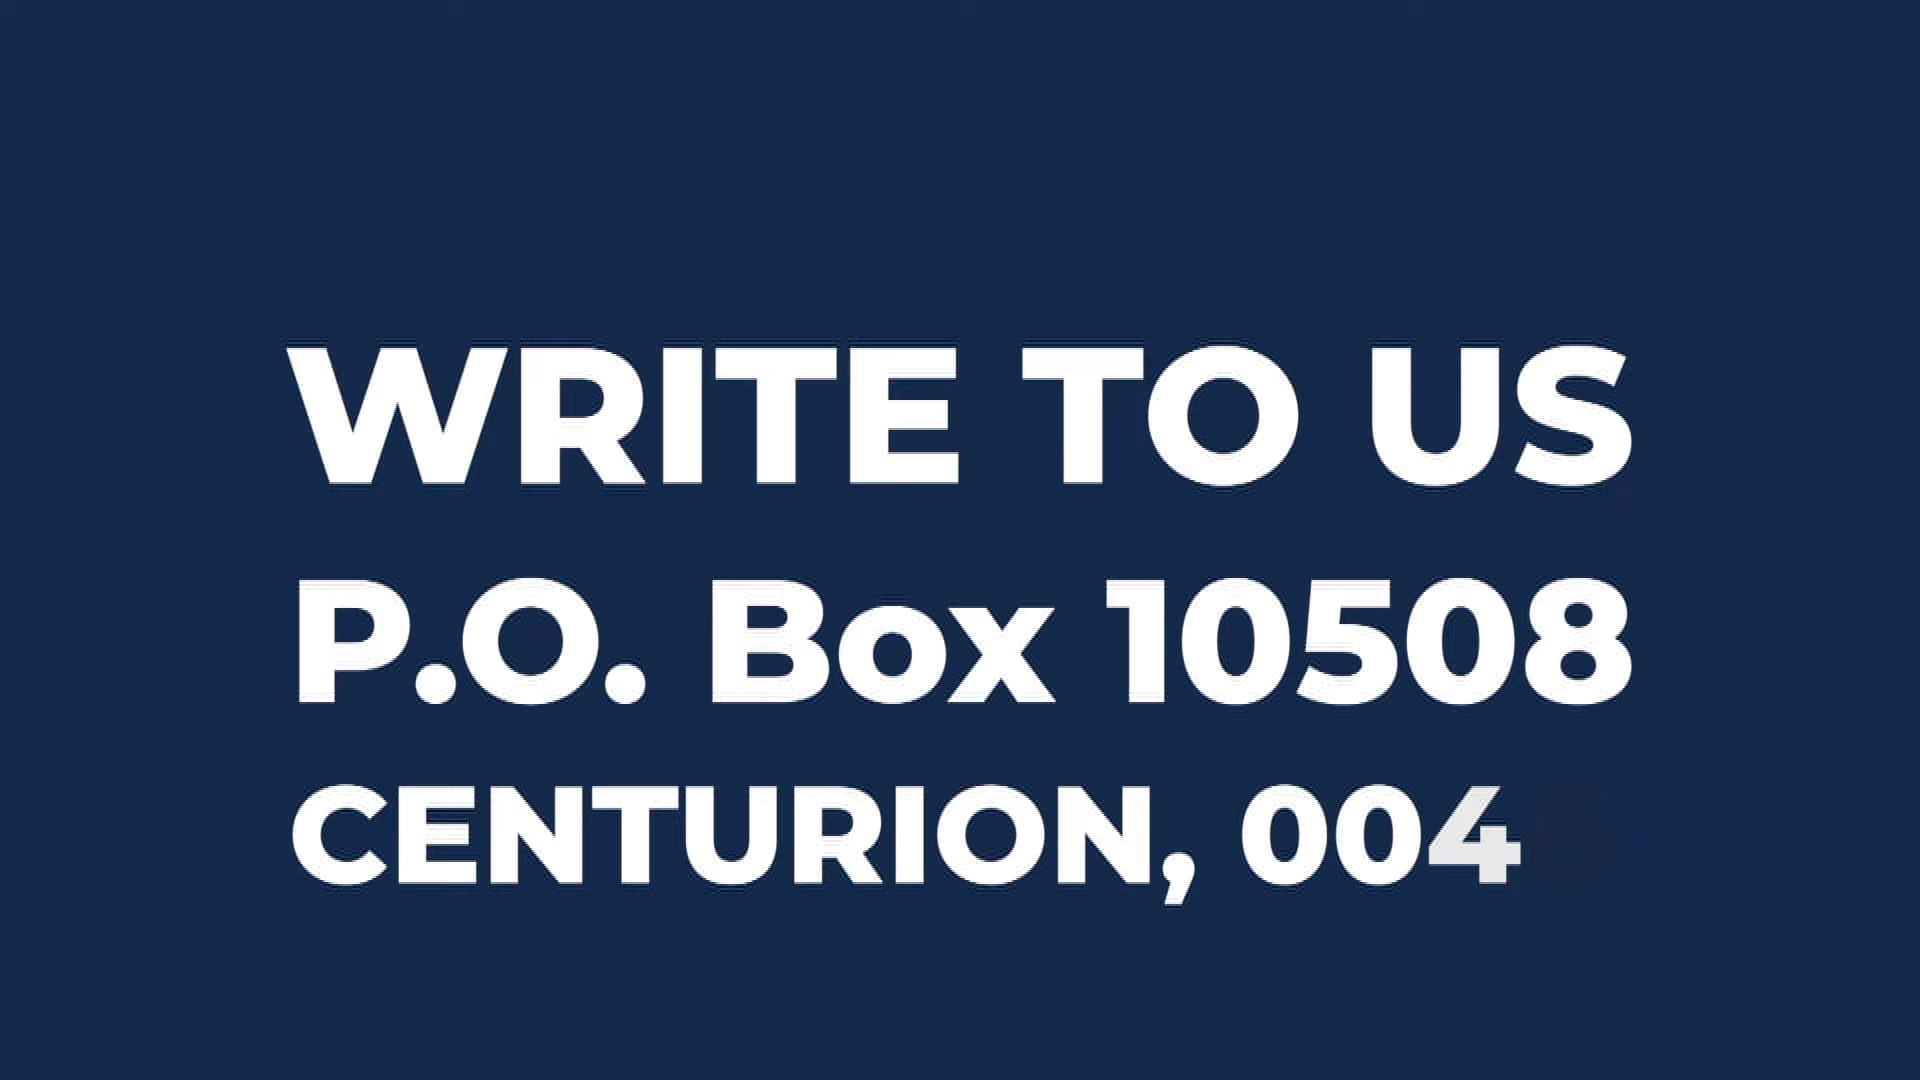 WRITE TO US
P.O. Box 10508
CENTURION, 004